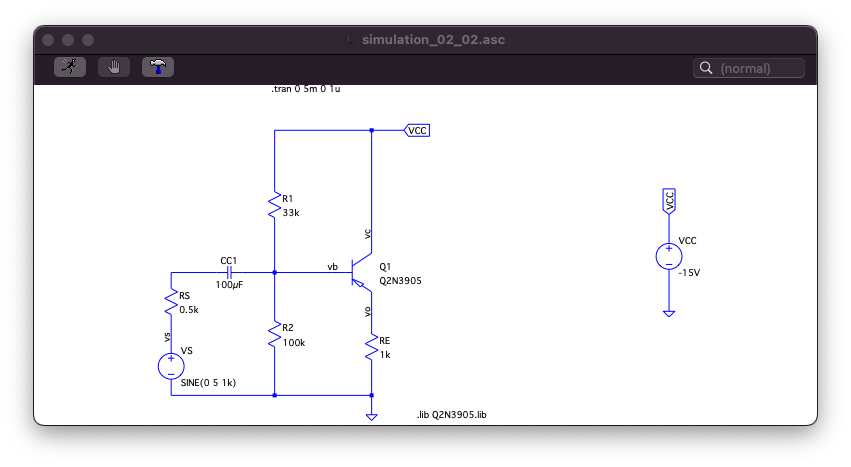 simulation_02_02.asc
(normal)
.tran 0 5m 0 1u
VCC
R1
33k
vc
VCC
VCC
-15V
CC1
100µF
vb
Q1
Q2N3905
RS
0.5k
vo
R2
100k
RE
1k
vs
VS
SINE(0 5 1k)
.lib Q2N3905.lib